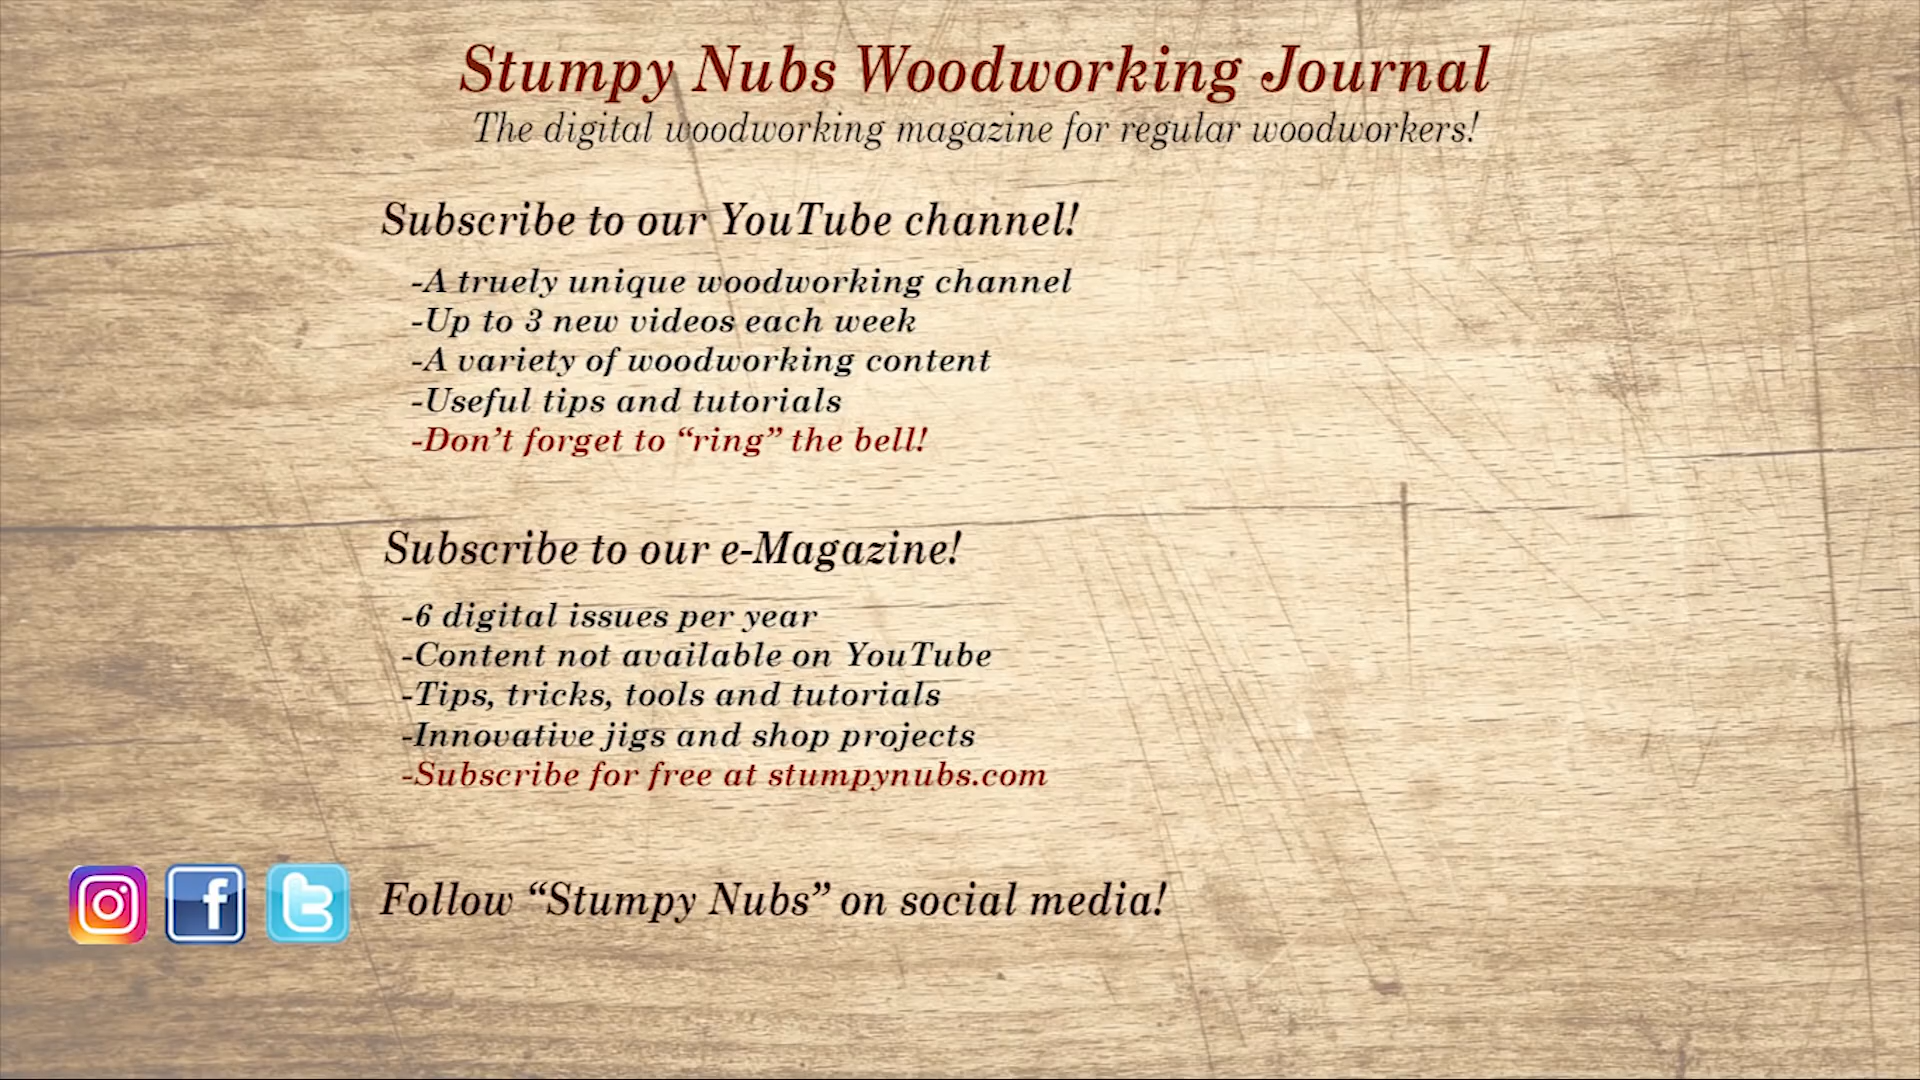 Stumpy Nubs Woodworking Journal
The digital woodworking magazine for regular woodworkers!
Subscribe to our YouTube channel!
-A truely unique woodworking channel
-Up to 3 new videos each week
-A variety of woodworking content
-Useful tips and tutorials
-Don’t forget to “ring” the bell!
Subscribe to our e-Magazine!
-6 digital issues per year
-Content not available on YouTube
-Tips, tricks, tools and tutorials
-Innovative jigs and shop projects
-Subscribe for free at stumpynubs.com
Follow “Stumpy Nubs” on social media!